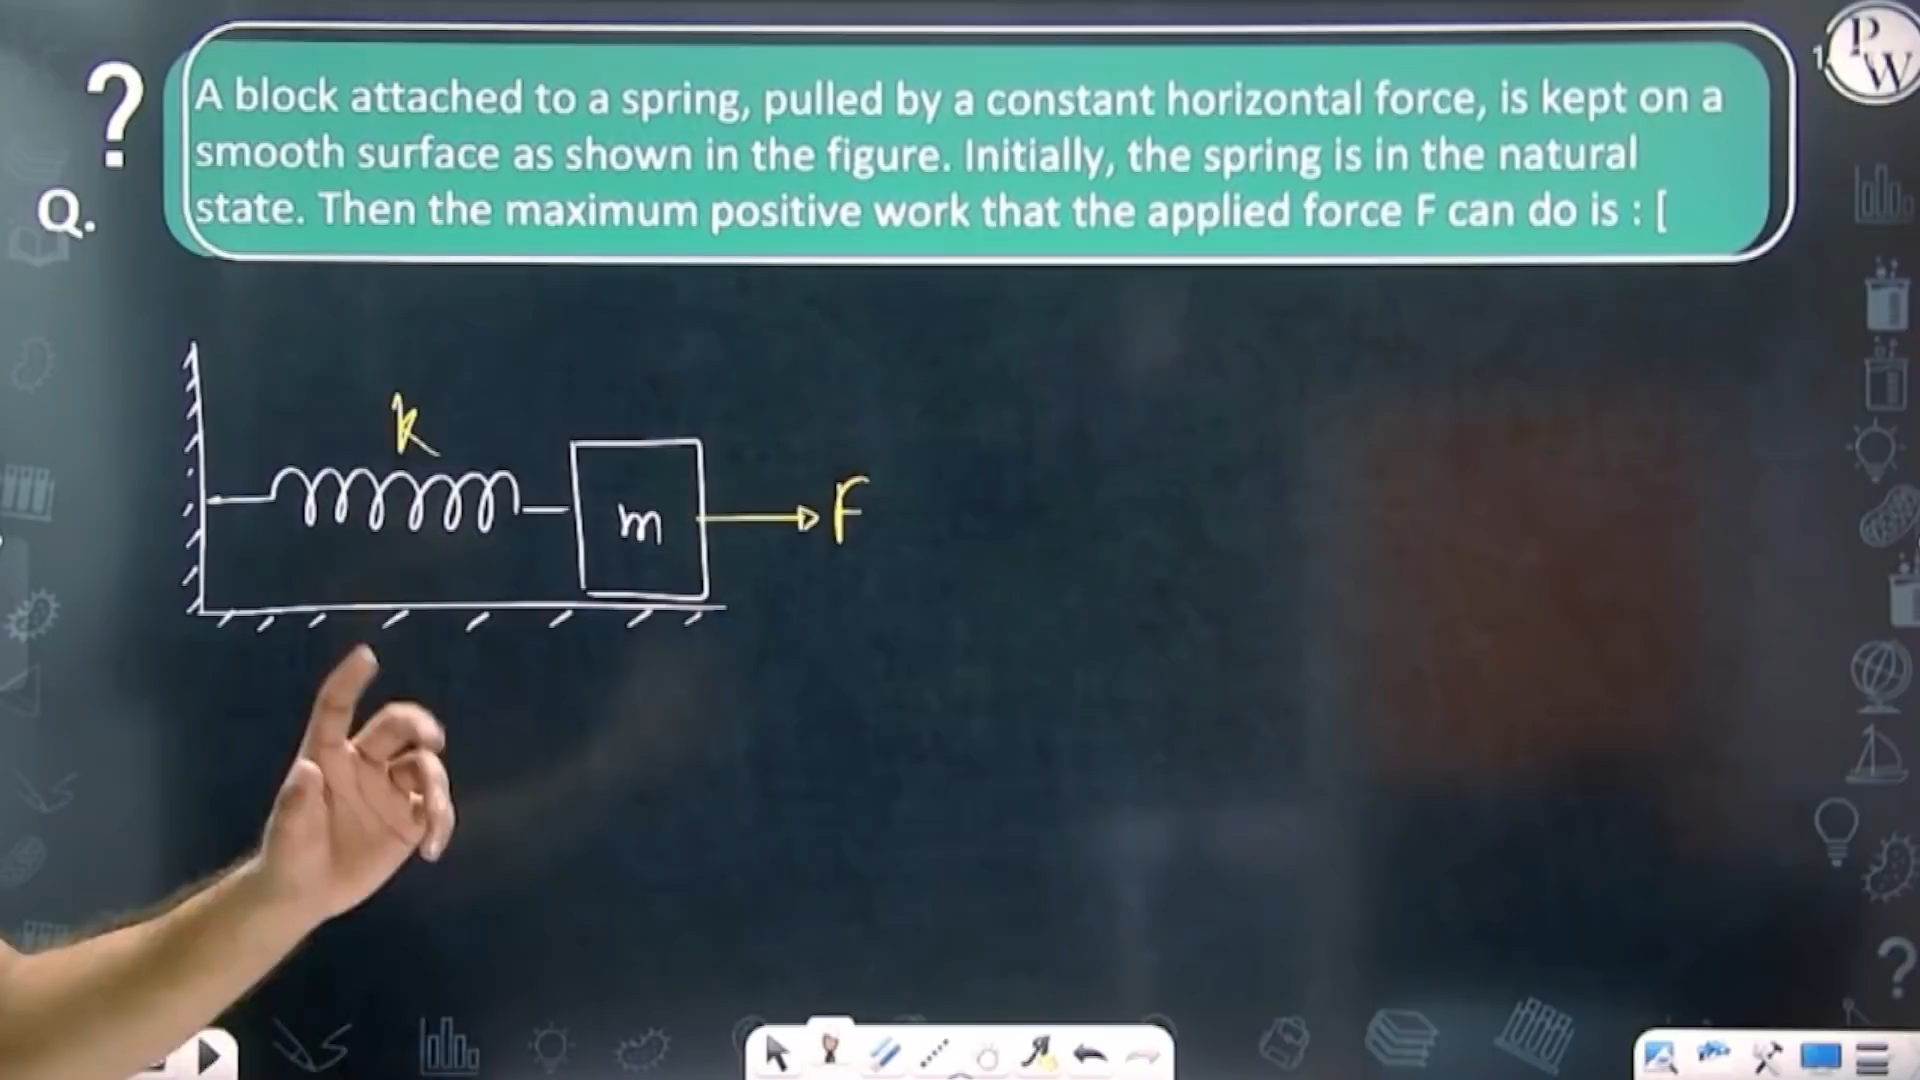 ?
Q.
A block attached to a spring, pulled by a constant horizontal force, is kept on a
smooth surface as shown in the figure. Initially, the spring is in the natural
state. Then the maximum positive work that the applied force F can do is : [
P
W
k
m
F